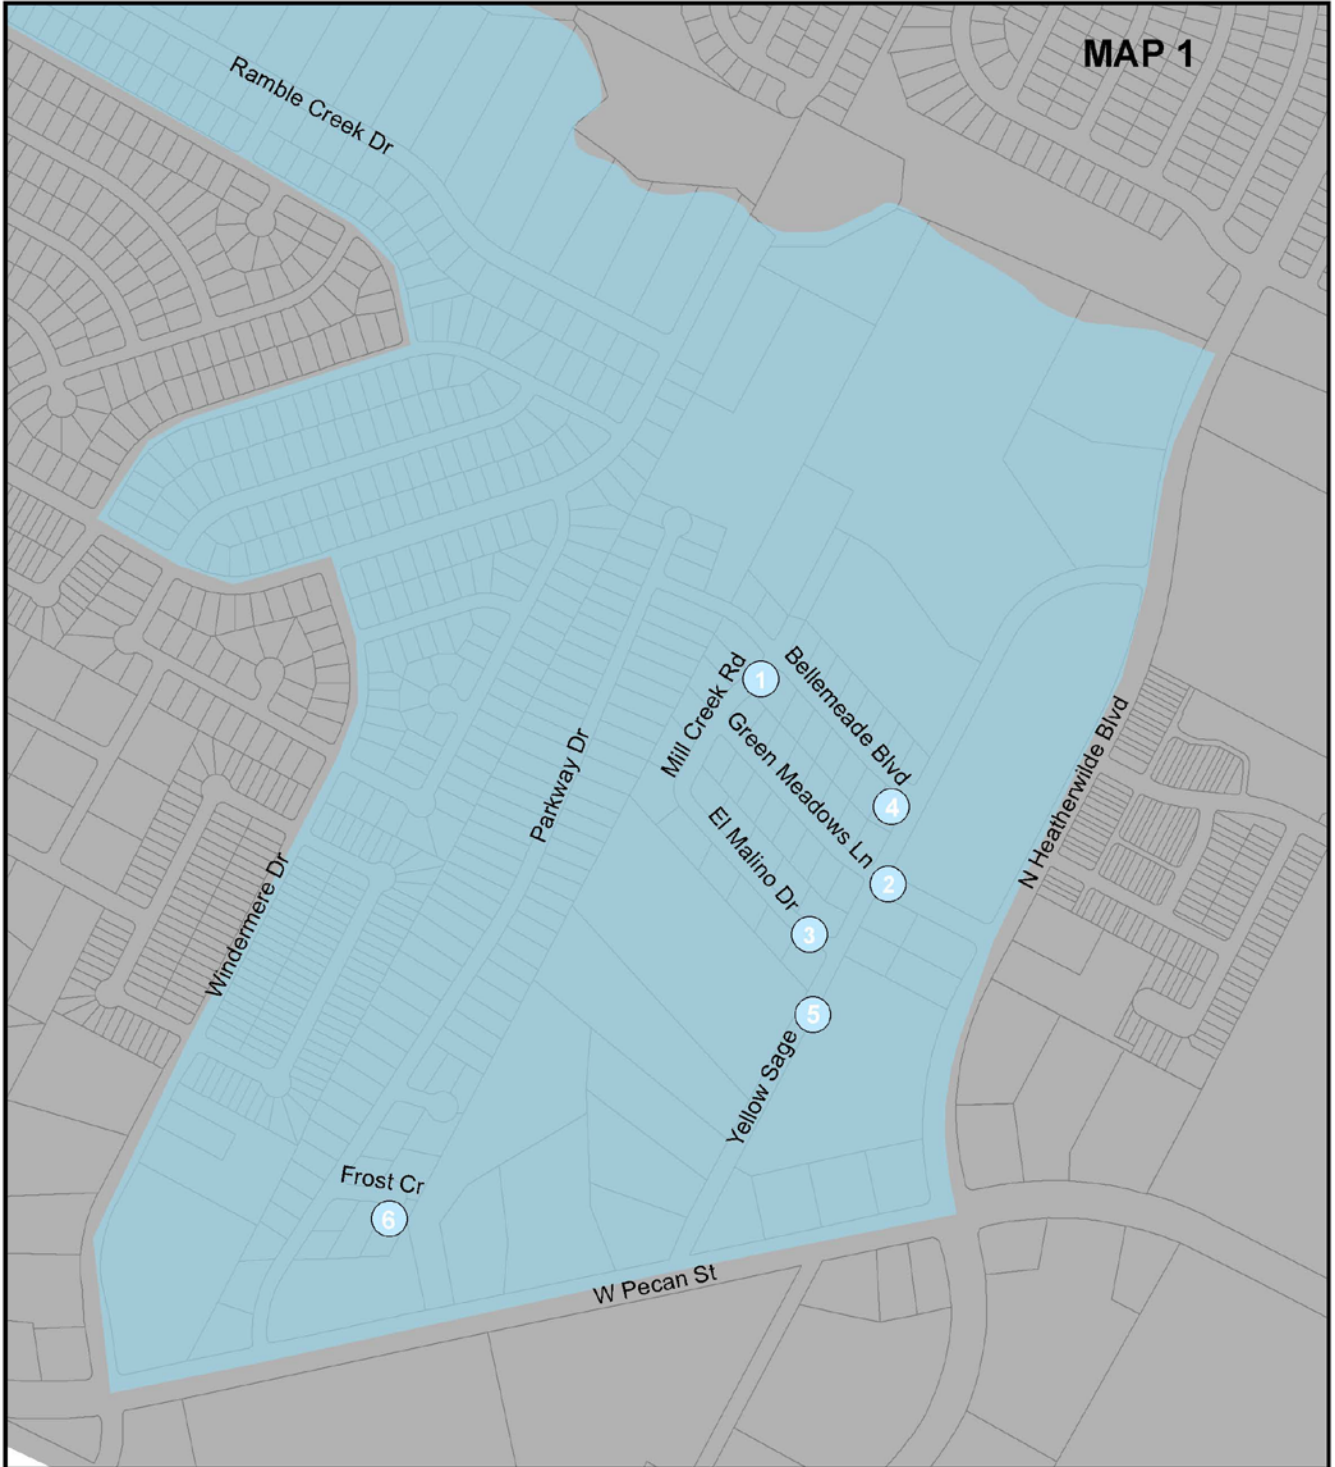 MAP 1
Ramble Creek Dr
Mill Creek Rd
1
Bellemeade Blvd
Green Meadows Ln
4
Parkway Dr
El Malino Dr
2
N Heatherwilde Blvd
3
Windermere Dr
5
Yellow Sage
Frost Cr
6
W Pecan St